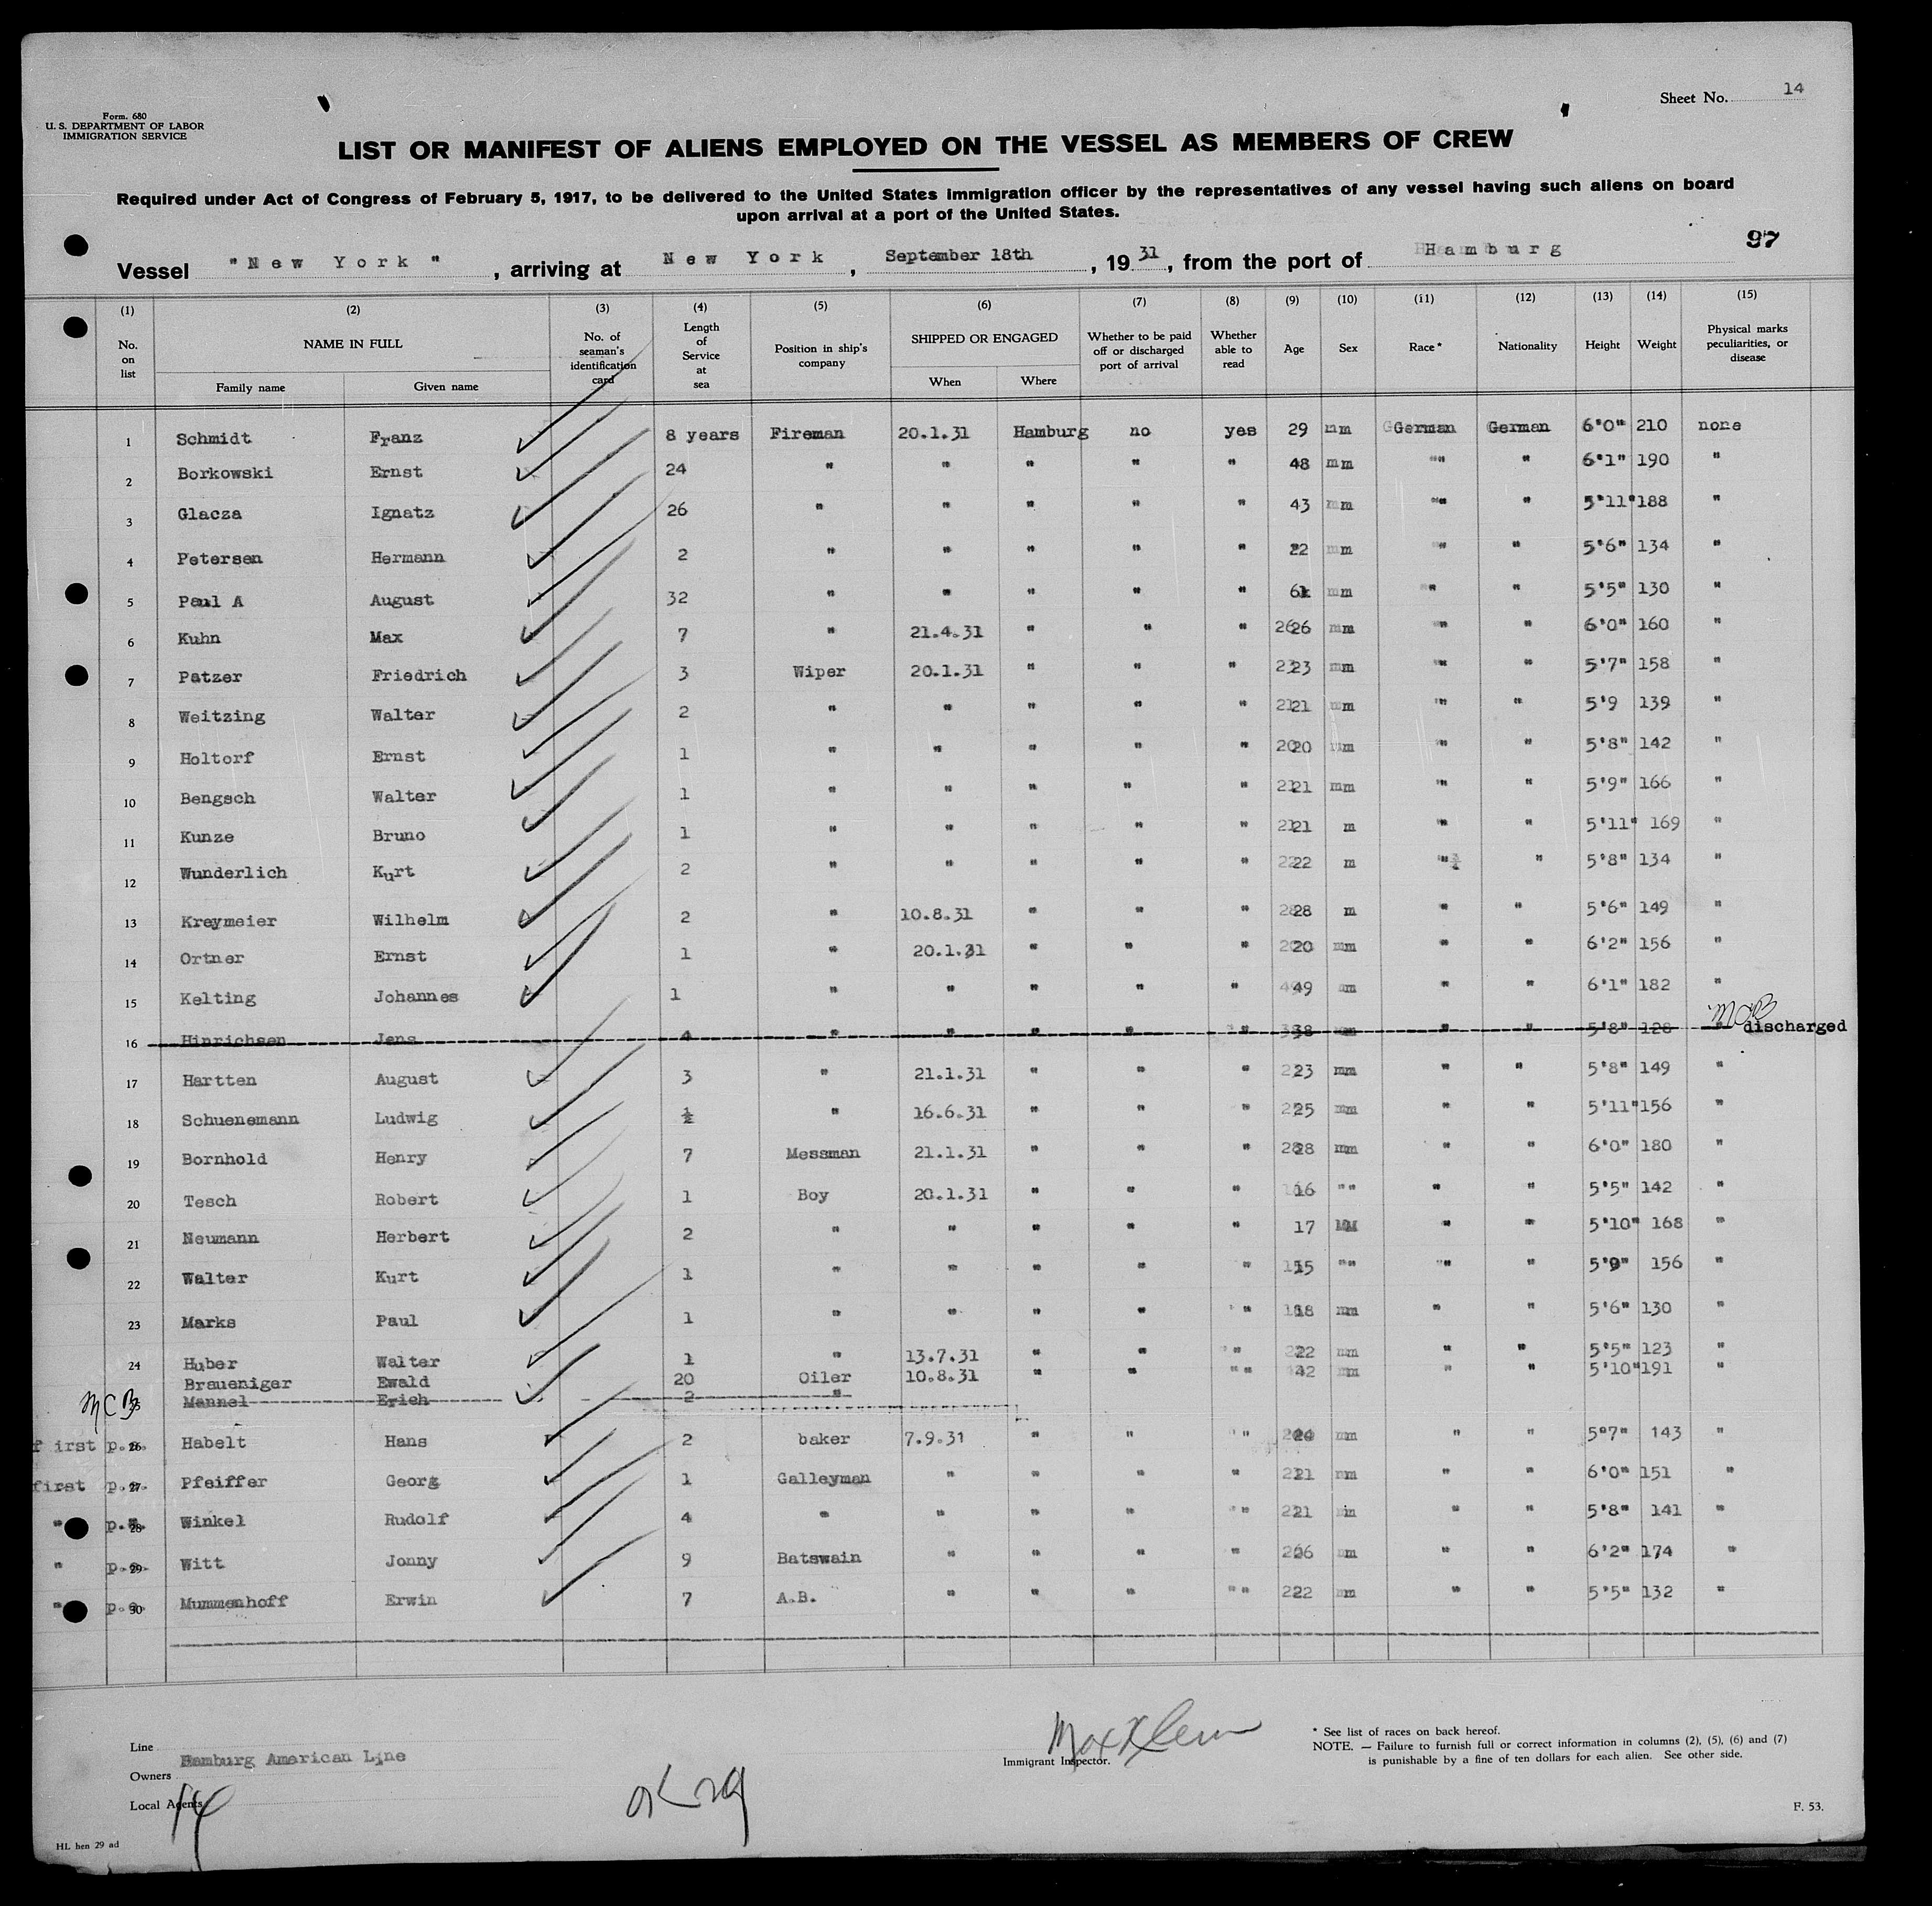 Sheet No. 14
Form. 680
U. S. DEPARTMENT OF LABOR
IMMIGRATION SERVICE
LIST OR MANIFEST OF ALIENS EMPLOYED ON THE VESSEL AS MEMBERS OF CREW
Required under Act of Congress of February 5, 1917, to be delivered to the United States immigration officer by the representatives of any vessel having such aliens on board
upon arrival at a port of the United States.
97
Vessel "New York", arriving at New York, September 18th, 1931, from the port of Hamburg
(1) (2) (3) (4) (5) (6) (7) (8) (9) (10) (11) (12) (13) (14) (15)
No. on list NAME IN FULL Family name Given name No. of seaman's identification card Length of Service at sea Position in ship's company SHIPPED OR ENGAGED When Where Whether to be paid off or discharged port of arrival Whether able to read Age Sex Race* Nationality Height Weight Physical marks peculiarities, or disease
1 Schmidt Franz 8 years Fireman 20.1.31 Hamburg no yes 29 m German German 6'0" 210 none
2 Borkowski Ernst 24 " " " " " 48 m " " 6'1" 190 "
3 Glacza Ignatz 26 " " " " " 43 m " " 5'11" 188 "
4 Petersen Hermann 2 " " " " " 22 m " " 5'6" 134 "
5 Paul A August 32 " " " " " m " " 5'5" 130 "
6 Kuhn Max 7 " 21.4.31 " " " 26 m " " 6'0" 160 "
7 Patzer Friedrich 3 Wiper 20.1.31 " " " 23 m " " 5'7" 158 "
8 Weitzing Walter 2 " " " " " 21 m " " 5'9 139 "
9 Holtorf Ernst 1 " " " " " 20 m " " 5'8" 142 "
10 Bengsch Walter 1 " " " " " 21 m " " 5'9" 166 "
11 Kunze Bruno 1 " " " " " 21 m " " 5'11" 169 "
12 Wunderlich Kurt 2 " " " " " 22 m " " 5'8" 134 "
13 Kreymeier Wilhelm 2 " 10.8.31 " " " 28 m " " 5'6" 149 "
14 Ortner Ernst 1 " 20.1.31 " " " 20 m " " 6'2" 156 "
15 Kelting Johannes 1 " " " " " 49 m " " 6'1" 182 "
16 Hinrichsen Jens 4 " " " " " 38 m " " 5'8" 128 " discharged
17 Hartten August 3 " 21.1.31 " " " 23 m " " 5'8" 149 "
18 Schuenemann Ludwig ½ " 16.6.31 " " " 25 m " " 5'11" 156 "
19 Bornhold Henry 7 Messman 21.1.31 " " " 28 m " " 6'0" 180 "
20 Tesch Robert 1 Boy 20.1.31 " " " 16 " " " 5'5" 142 "
21 Neumann Herbert 2 " " " " " 17 M " " 5'10" 168 "
22 Walter Kurt 1 " " " " " 15 " " " 5'9" 156 "
23 Marks Paul 1 " " " " " 18 m " " 5'6" 130 "
24 Huber Walter 1 " 13.7.31 " " " 22 m " " 5'5" 123 "
Braueniger Ewald 20 Oiler 10.8.31 " " " 42 m " " 5'10" 191 "
MCB 25 Mannel Erich 2 "
first p.s. 26 Habelt Hans 2 baker 7.9.31 " " " m " " 5º7" 143 "
first p.s. 27 Pfeiffer Georg 1 Galleyman " " " " 21 m " " 6'0" 151 "
" p.s. 28 Winkel Rudolf 4 " " " " " 21 m " " 5'8" 141 "
" p.s. 29 Witt Jonny 9 Batswain " " " " 26 m " " 6'2" 174 "
" p.s. 30 Mummenhoff Erwin 7 A.B. " " " " 22 m " " 5'5" 132 "
Line
Owners Hamburg American Line
Local Agents
Max Klein
Immigrant Inspector.
* See list of races on back hereof.
NOTE. — Failure to furnish full or correct information in columns (2), (5), (6) and (7)
is punishable by a fine of ten dollars for each alien. See other side.
F. 53.
HL hen 29 ad